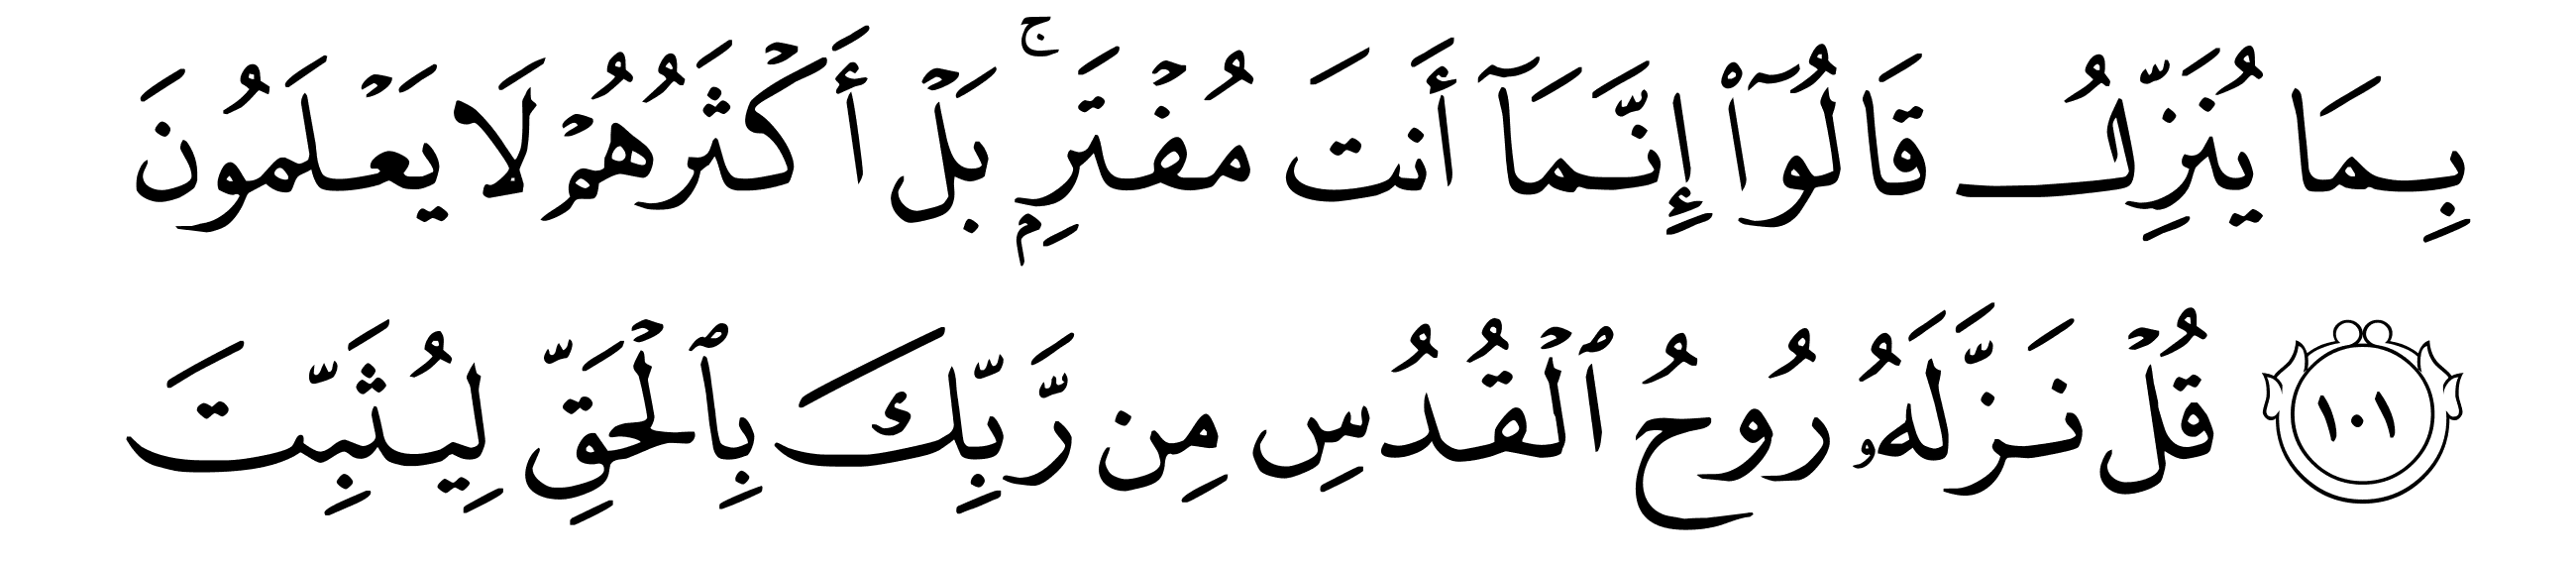 بِمَا يُنَزِّلُ قَالُوٓا۟ إِنَّمَآ أَنتَ مُفْتَرٍۭ ۚ بَلْ أَكْثَرُهُمْ لَا يَعْلَمُونَ
١٠١ قُلْ نَزَّلَهُۥ رُوحُ ٱلْقُدُسِ مِن رَّبِّكَ بِٱلْحَقِّ لِيُثَبِّتَ